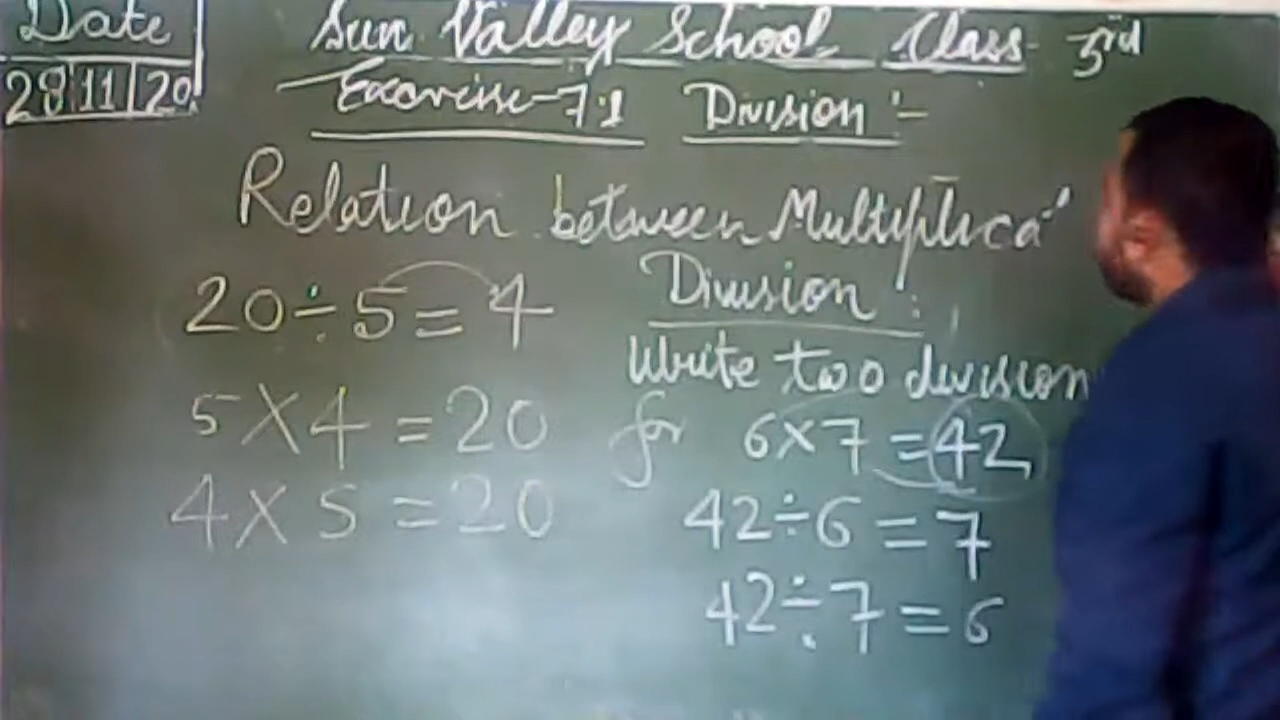 Date
28|11|20
Sun Valley School Class 3rd
Exercise-7.1 Division :-
Relation between Multiplica
Division :
20÷5=4
5×4=20
4×5=20
Write two division
for 6×7=42
42÷6=7
42÷7=6